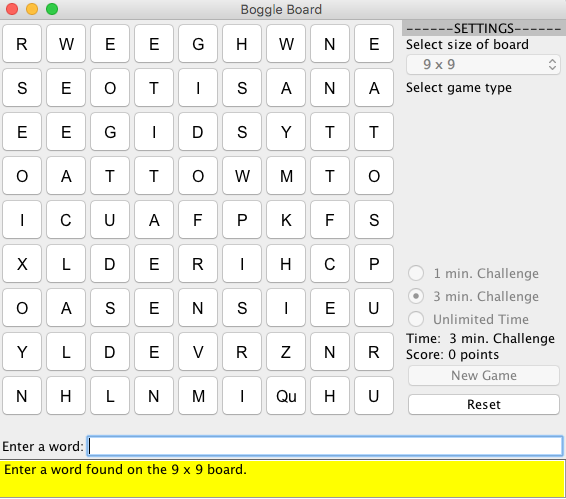 Boggle Board
R W E E G H W N E
S E O T I S A N A
E E G I D S Y T T
O A T T O W M T O
I C U A F P K F S
X L D E R I H C P
O A S E N S I E U
Y L D E V R Z N R
N H L N M I Qu H U
------SETTINGS------
Select size of board
9 x 9
Select game type
1 min. Challenge
3 min. Challenge
Unlimited Time
Time: 3 min. Challenge
Score: 0 points
New Game
Reset
Enter a word:
Enter a word found on the 9 x 9 board.